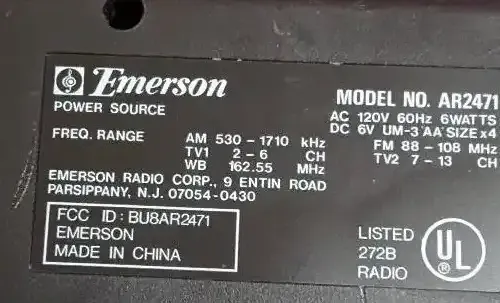 Emerson MODEL NO. AR2471
POWER SOURCE AC 120V 60Hz 6WATTS
DC 6V UM-3 'AA' SIZE x4
FREQ. RANGE AM 530 – 1710 kHz FM 88 – 108 MHz
TV1 2 – 6 CH TV2 7 – 13 CH
WB 162.55 MHz
EMERSON RADIO CORP., 9 ENTIN ROAD
PARSIPPANY, N.J. 07054-0430
FCC ID: BU8AR2471
EMERSON
MADE IN CHINA
LISTED
272B
RADIO
UL
®